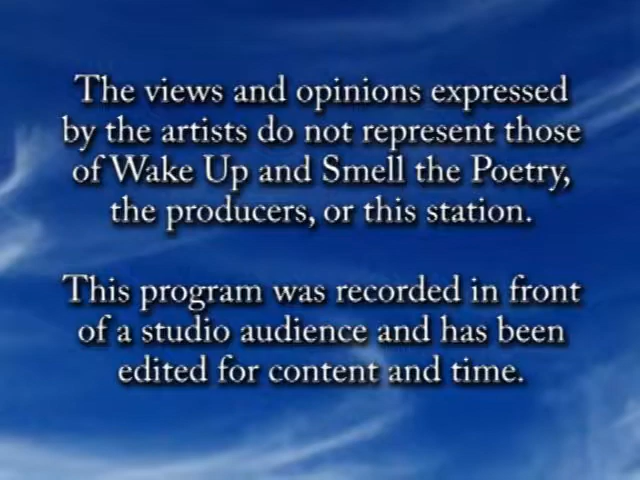 The views and opinions expressed
by the artists do not represent those
of Wake Up and Smell the Poetry,
the producers, or this station.
This program was recorded in front
of a studio audience and has been
edited for content and time.